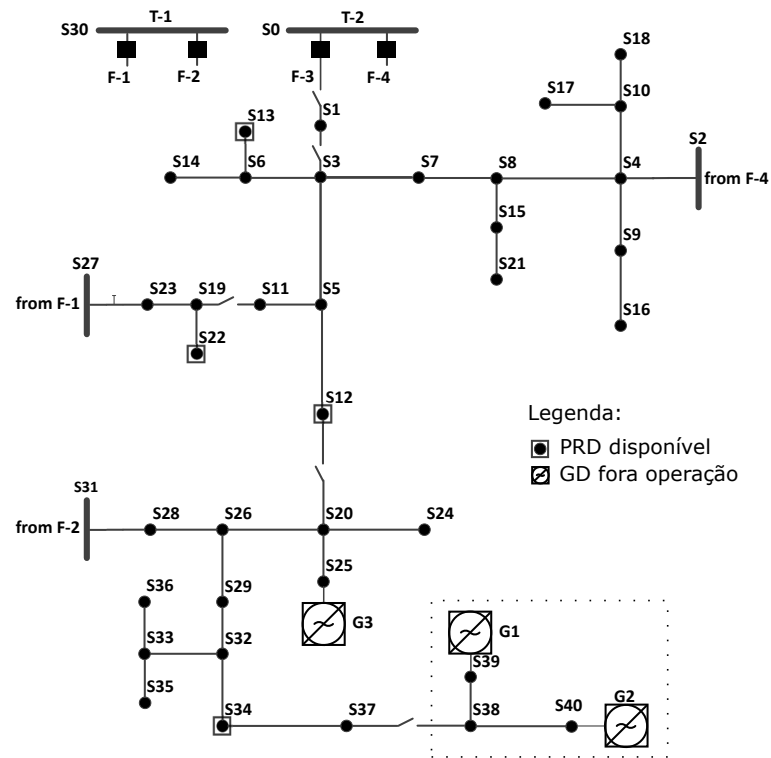 T-1
T-2
S30
S0
F-1
F-2
F-3
F-4
S18
S17
S10
S1
S13
S2
S14
S6
S3
S7
S8
S4
from F-4
S15
S9
S21
S27
S23
S19
S11
S5
from F-1
S16
S22
S12
Legenda:
PRD disponível
GD fora operação
S31
S28
S26
S20
S24
from F-2
S25
S36
S29
G3
G1
S33
S32
S39
S35
S34
S37
S38
S40
G2